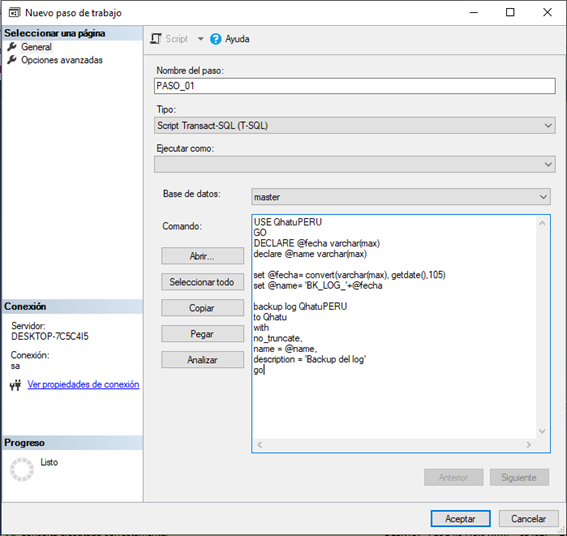 Nuevo paso de trabajo
Seleccionar una página
General
Opciones avanzadas
Script
Ayuda
Nombre del paso:
PASO_01
Tipo:
Script Transact-SQL (T-SQL)
Ejecutar como:
Base de datos:
master
Comando:
Abrir...
Seleccionar todo
Copiar
Pegar
Analizar
USE QhatuPERU
GO
DECLARE @fecha varchar(max)
declare @name varchar(max)
set @fecha= convert(varchar(max), getdate(),105)
set @name= 'BK_LOG_'+@fecha
backup log QhatuPERU
to Qhatu
with
no_truncate,
name = @name,
description = 'Backup del log'
go
Conexión
Servidor:
DESKTOP-7C5C4I5
Conexión:
sa
Ver propiedades de conexión
Progreso
Listo
Anterior
Siguiente
Aceptar
Cancelar